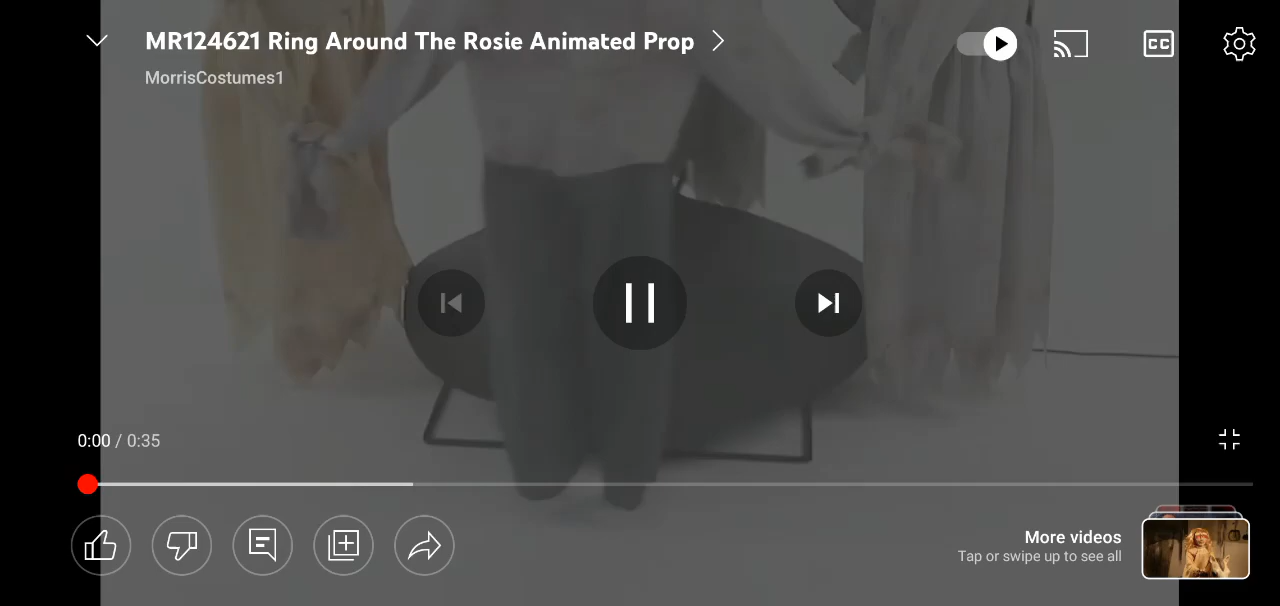 MR124621 Ring Around The Rosie Animated Prop
MorrisCostumes1
CC
0:00 / 0:35
More videos
Tap or swipe up to see all